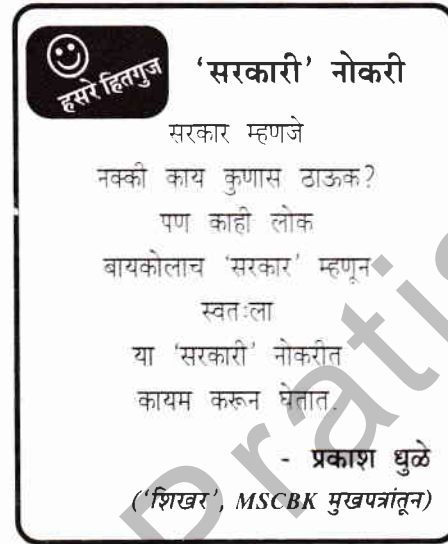 हसरे हितगुज
'सरकारी' नोकरी
सरकार म्हणजे
नक्की काय कुणास ठाऊक?
पण काही लोक
बायकोलाच 'सरकार' म्हणून
स्वतःला
या 'सरकारी' नोकरीत
कायम करून घेतात.
- प्रकाश धुळे
('शिखर', MSCBK मुखपत्रांतून)